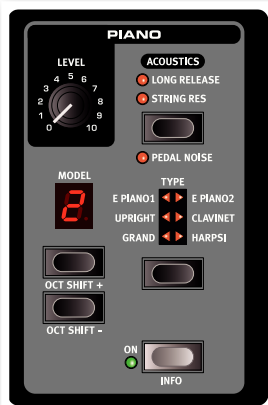 PIANO
LEVEL
0 1 2 3 4 5 6 7 8 9 10
ACOUSTICS
LONG RELEASE
STRING RES
PEDAL NOISE
MODEL
2
OCT SHIFT +
OCT SHIFT -
TYPE
E PIANO1 E PIANO2
UPRIGHT CLAVINET
GRAND HARPSI
ON
INFO